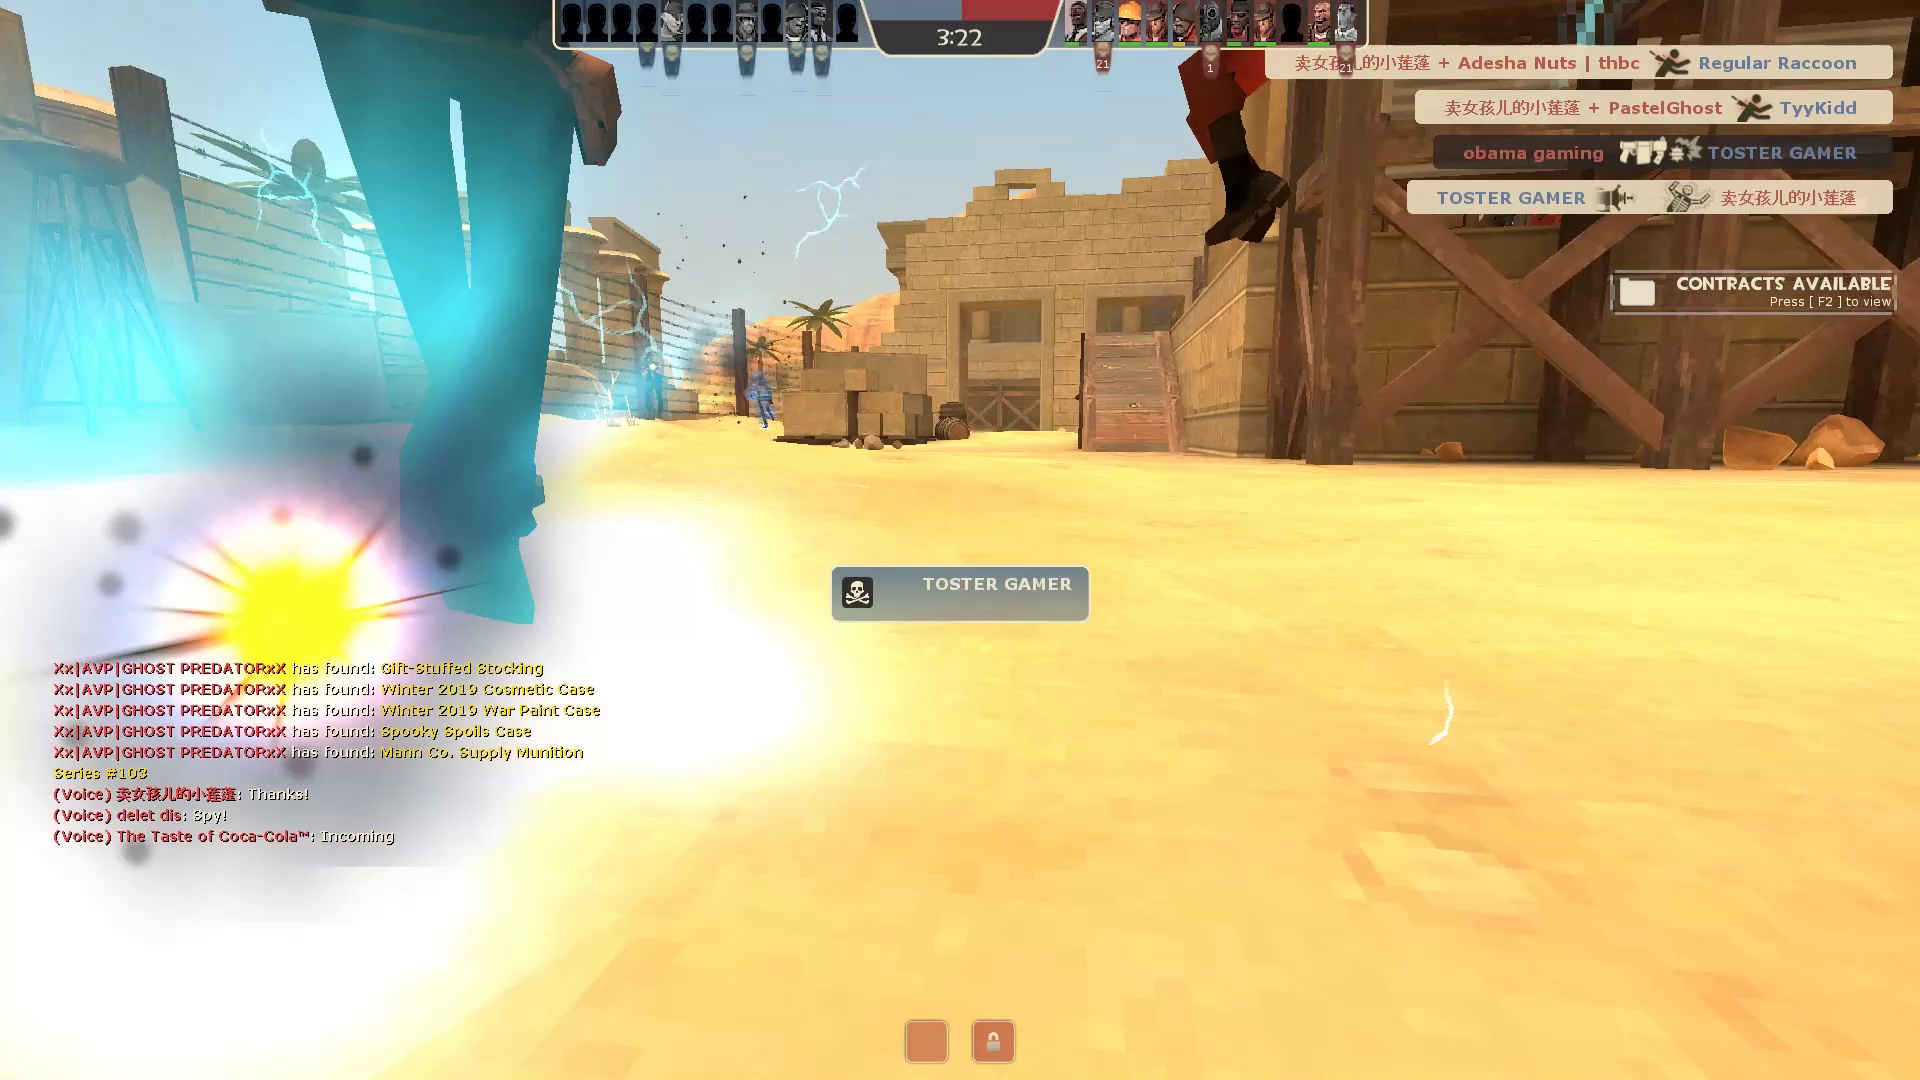 3:22
21
1
21
卖女孩儿的小莲蓬 + Adesha Nuts | thbc Regular Raccoon
卖女孩儿的小莲蓬 + PastelGhost TyyKidd
obama gaming TOSTER GAMER
TOSTER GAMER 卖女孩儿的小莲蓬
CONTRACTS AVAILABLE
Press [ F2 ] to view
TOSTER GAMER
Xx|AVP|GHOST PREDATORxX has found: Gift-Stuffed Stocking
Xx|AVP|GHOST PREDATORxX has found: Winter 2019 Cosmetic Case
Xx|AVP|GHOST PREDATORxX has found: Winter 2019 War Paint Case
Xx|AVP|GHOST PREDATORxX has found: Spooky Spoils Case
Xx|AVP|GHOST PREDATORxX has found: Mann Co. Supply Munition
Series #103
(Voice) 卖女孩儿的小莲蓬: Thanks!
(Voice) delet dis: Spy!
(Voice) The Taste of Coca-Cola™: Incoming